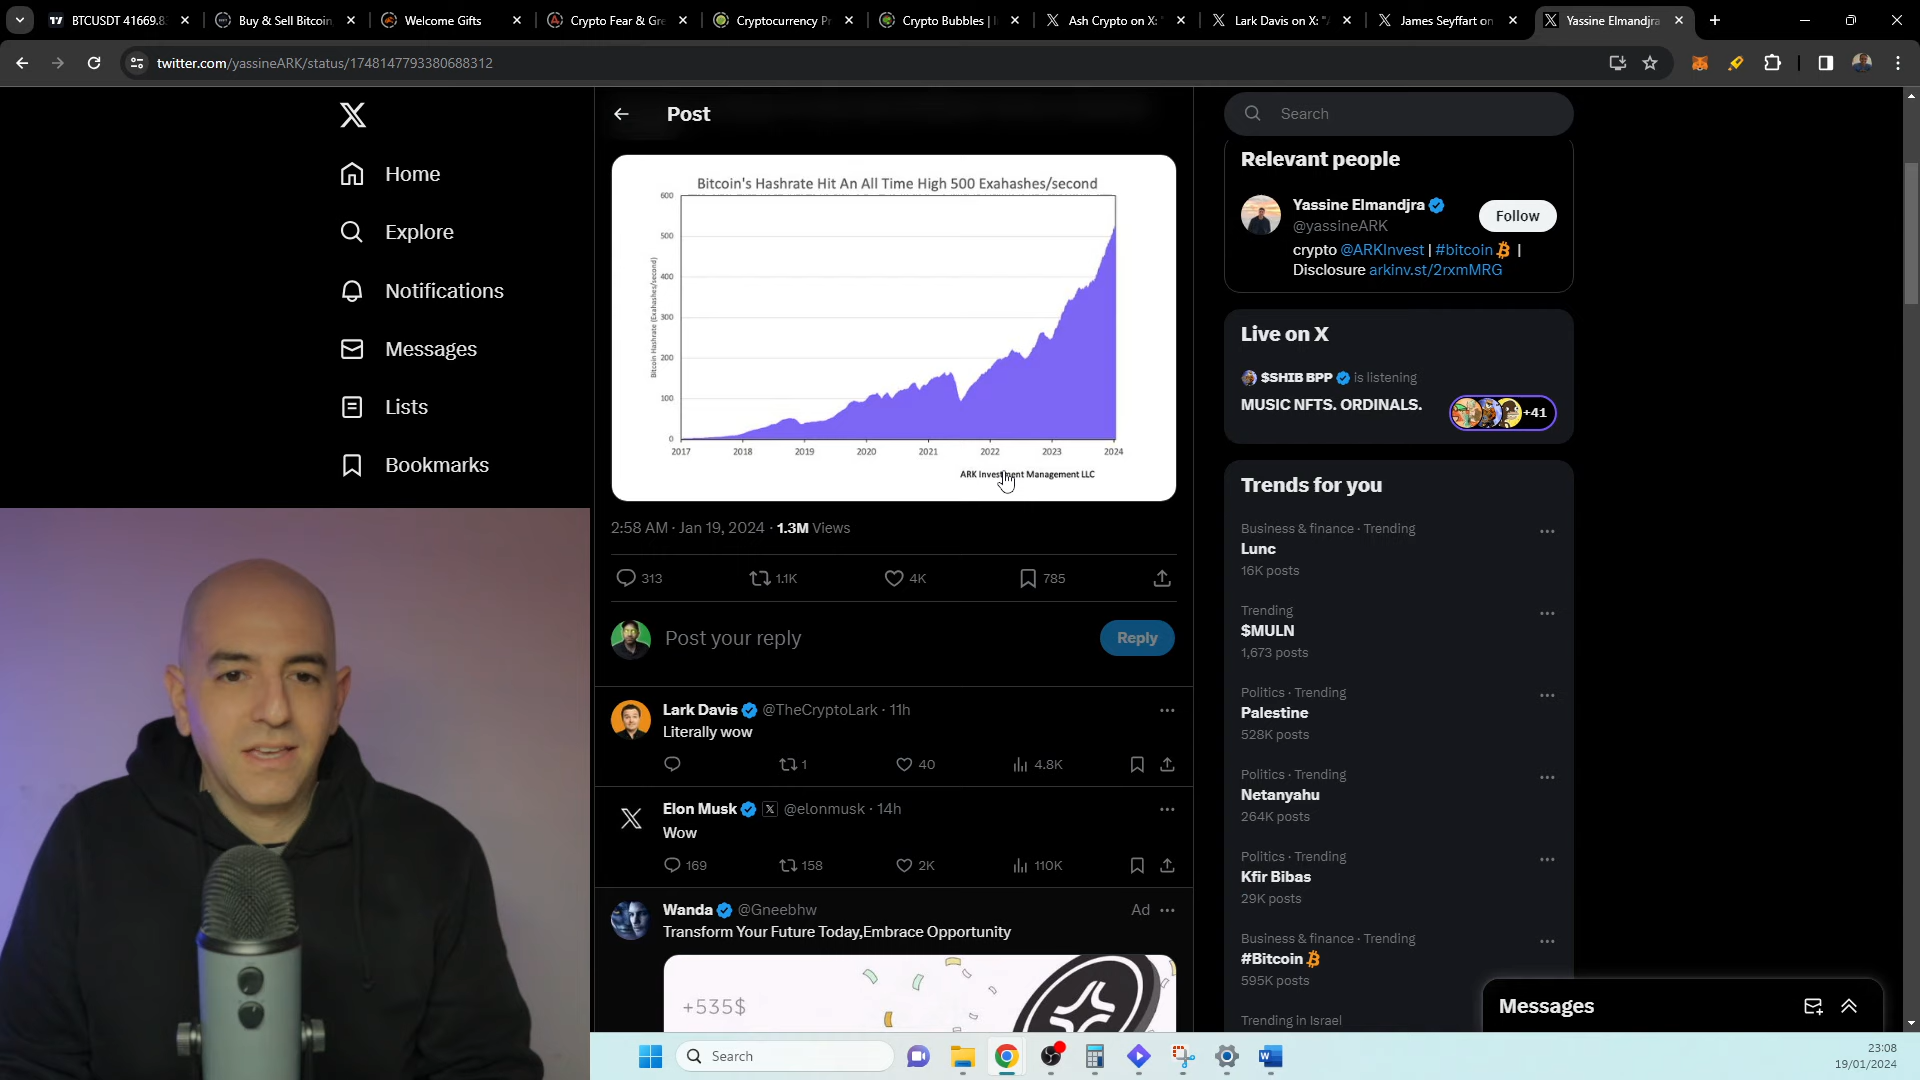 BTCUSDT 41669.8
Buy & Sell Bitcoin
Welcome Gifts
Crypto Fear & Gre
Cryptocurrency P
Crypto Bubbles | I
Ash Crypto on X: "
Lark Davis on X: "
James Seyffart on
Yassine Elmandjra
twitter.com/yassineARK/status/1748147793380688312
Home
Explore
Notifications
Messages
Lists
Bookmarks
Post
Bitcoin's Hashrate Hit An All Time High 500 Exahashes/second
Bitcoin Hashrate (Exahashes/second)
600
500
400
300
200
100
0
2017 2018 2019 2020 2021 2022 2023 2024
ARK Investment Management LLC
2:58 AM · Jan 19, 2024 · 1.3M Views
313 1.1K 4K 785
Post your reply
Reply
Lark Davis @TheCryptoLark · 11h
Literally wow
1 40 4.8K
Elon Musk @elonmusk · 14h
Wow
169 158 2K 110K
Wanda @Gneebhw Ad
Transform Your Future Today,Embrace Opportunity
+535$
Search
Relevant people
Yassine Elmandjra
@yassineARK
Follow
crypto @ARKInvest | #bitcoin |
Disclosure arkinv.st/2rxmMRG
Live on X
$SHIB BPP is listening
MUSIC NFTS. ORDINALS.
+41
Trends for you
Business & finance · Trending
Lunc
16K posts
Trending
$MULN
1,673 posts
Politics · Trending
Palestine
528K posts
Politics · Trending
Netanyahu
264K posts
Politics · Trending
Kfir Bibas
29K posts
Business & finance · Trending
#Bitcoin
595K posts
Trending in Israel
Messages
Search
23:08
19/01/2024